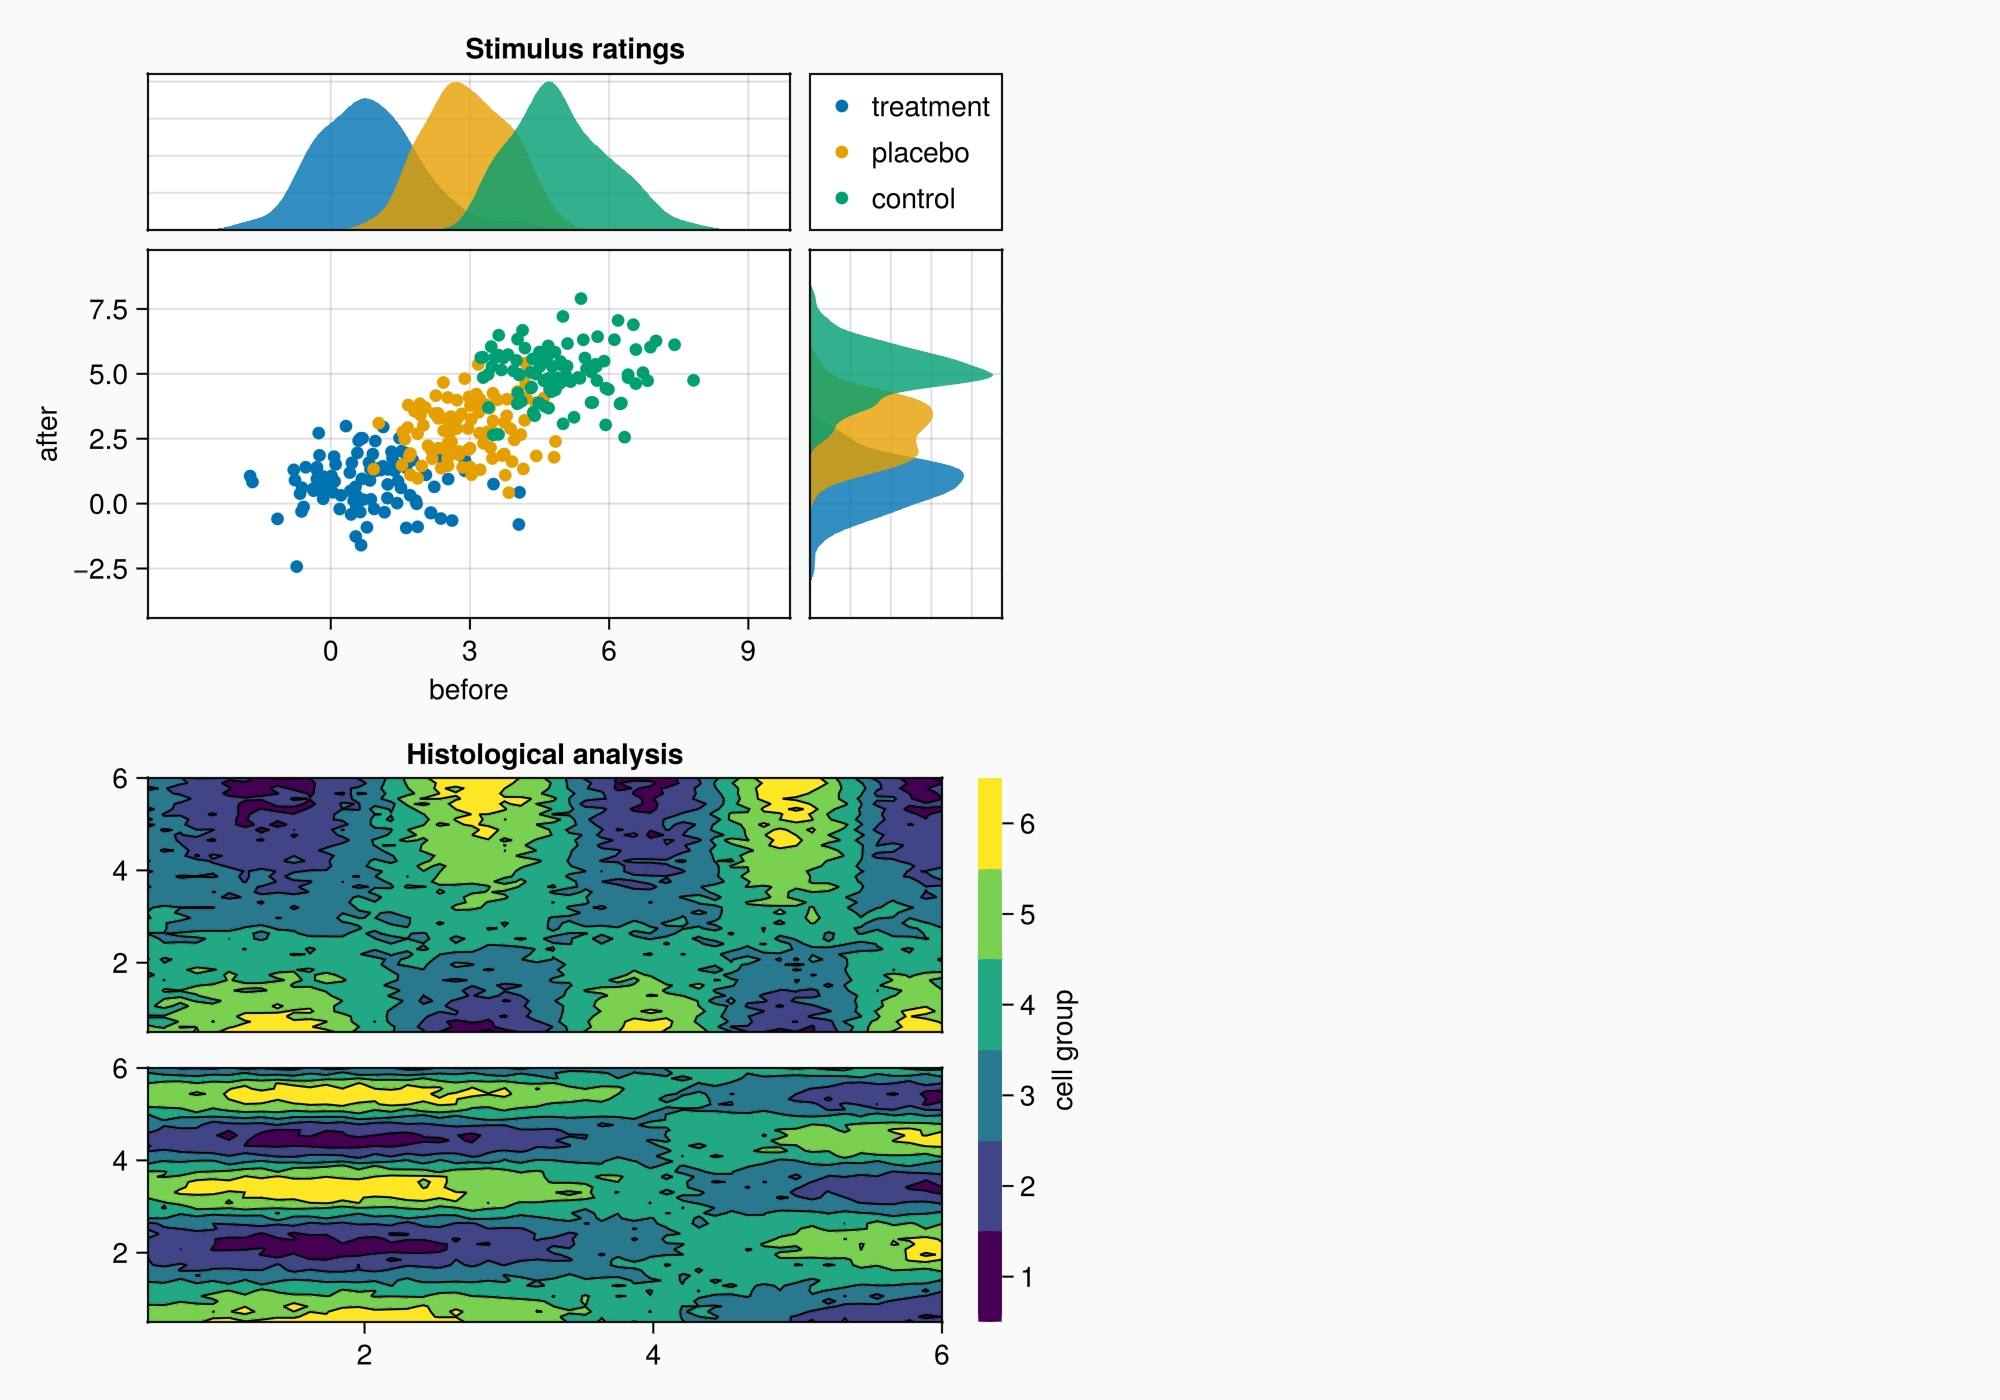 Stimulus ratings
treatment
placebo
control
7.5
5.0
2.5
0.0
−2.5
after
0 3 6 9
before
Histological analysis
6
4
2
6
4
2
2 4 6
6
5
4
3
2
1
cell group